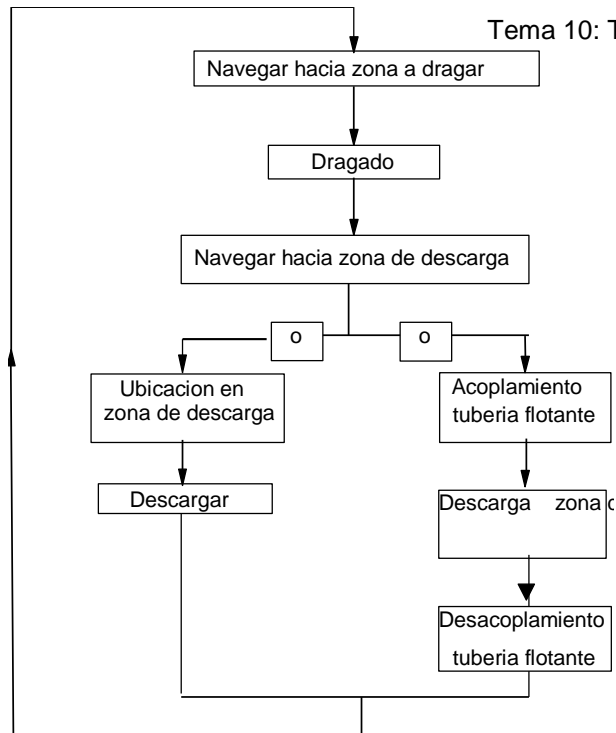 Tema 10: T
Navegar hacia zona a dragar
Dragado
Navegar hacia zona de descarga
o
o
Ubicacion en
zona de descarga
Descargar
Acoplamiento
tuberia flotante
Descarga zona
Desacoplamiento
tuberia flotante